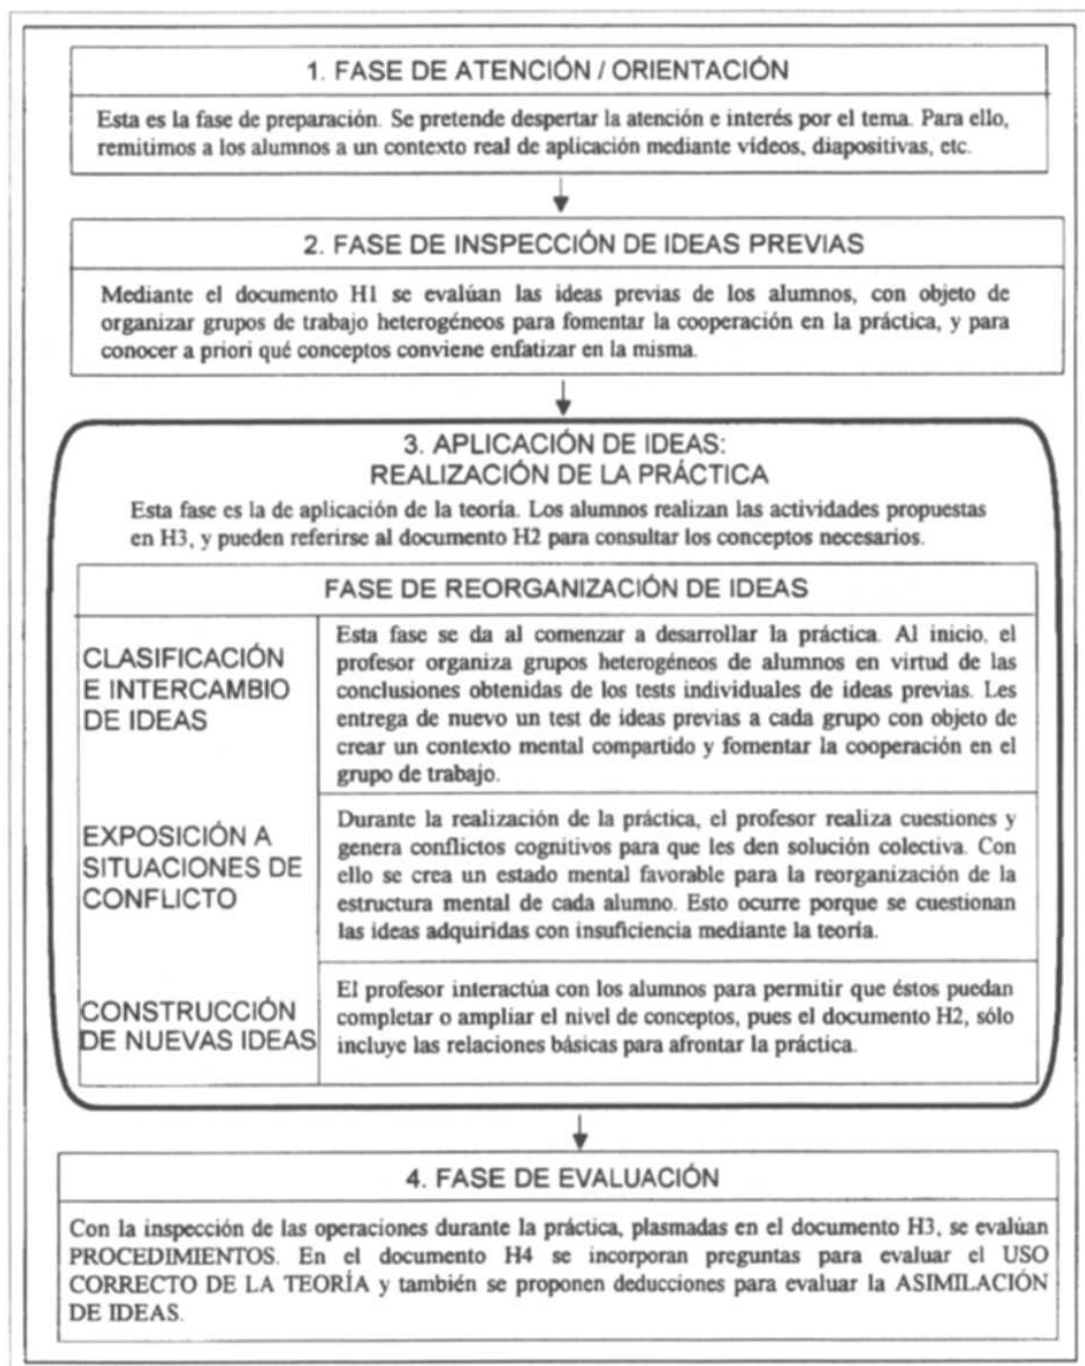 1. FASE DE ATENCIÓN / ORIENTACIÓN
Esta es la fase de preparación. Se pretende despertar la atención e interés por el tema. Para ello,
remitimos a los alumnos a un contexto real de aplicación mediante vídeos, diapositivas, etc.
2. FASE DE INSPECCIÓN DE IDEAS PREVIAS
Mediante el documento H1 se evalúan las ideas previas de los alumnos, con objeto de
organizar grupos de trabajo heterogéneos para fomentar la cooperación en la práctica, y para
conocer a priori qué conceptos conviene enfatizar en la misma.
3. APLICACIÓN DE IDEAS:
REALIZACIÓN DE LA PRÁCTICA
Esta fase es la de aplicación de la teoría. Los alumnos realizan las actividades propuestas
en H3, y pueden referirse al documento H2 para consultar los conceptos necesarios.
FASE DE REORGANIZACIÓN DE IDEAS
CLASIFICACIÓN
E INTERCAMBIO
DE IDEAS
Esta fase se da al comenzar a desarrollar la práctica. Al inicio, el
profesor organiza grupos heterogéneos de alumnos en virtud de las
conclusiones obtenidas de los tests individuales de ideas previas. Les
entrega de nuevo un test de ideas previas a cada grupo con objeto de
crear un contexto mental compartido y fomentar la cooperación en el
grupo de trabajo.
EXPOSICIÓN A
SITUACIONES DE
CONFLICTO
Durante la realización de la práctica, el profesor realiza cuestiones y
genera conflictos cognitivos para que les den solución colectiva. Con
ello se crea un estado mental favorable para la reorganización de la
estructura mental de cada alumno. Esto ocurre porque se cuestionan
las ideas adquiridas con insuficiencia mediante la teoría.
CONSTRUCCIÓN
DE NUEVAS IDEAS
El profesor interactúa con los alumnos para permitir que éstos puedan
completar o ampliar el nivel de conceptos, pues el documento H2, sólo
incluye las relaciones básicas para afrontar la práctica.
4. FASE DE EVALUACIÓN
Con la inspección de las operaciones durante la práctica, plasmadas en el documento H3, se evalúan
PROCEDIMIENTOS. En el documento H4 se incorporan preguntas para evaluar el USO
CORRECTO DE LA TEORÍA y también se proponen deducciones para evaluar la ASIMILACIÓN
DE IDEAS.